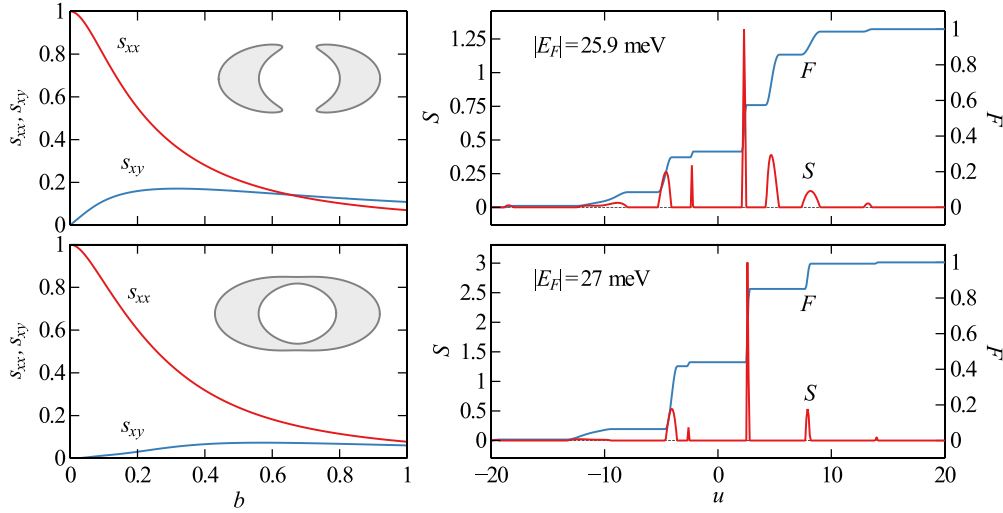 1
0.8
0.6
0.4
0.2
0
s_xx, s_xy
s_xx
s_xy
1.25
0.75
0.5
0.25
0
S
|E_F| = 25.9 meV
F
S
1
0.8
0.6
0.4
0.2
0
F
1
0.8
0.6
0.4
0.2
0
s_xx, s_xy
s_xx
s_xy
0 0.2 0.4 0.6 0.8 1
b
3
2.5
2
1.5
1
0.5
0
S
|E_F| = 27 meV
F
S
1
0.8
0.6
0.4
0.2
0
F
−20 −10 0 10 20
u